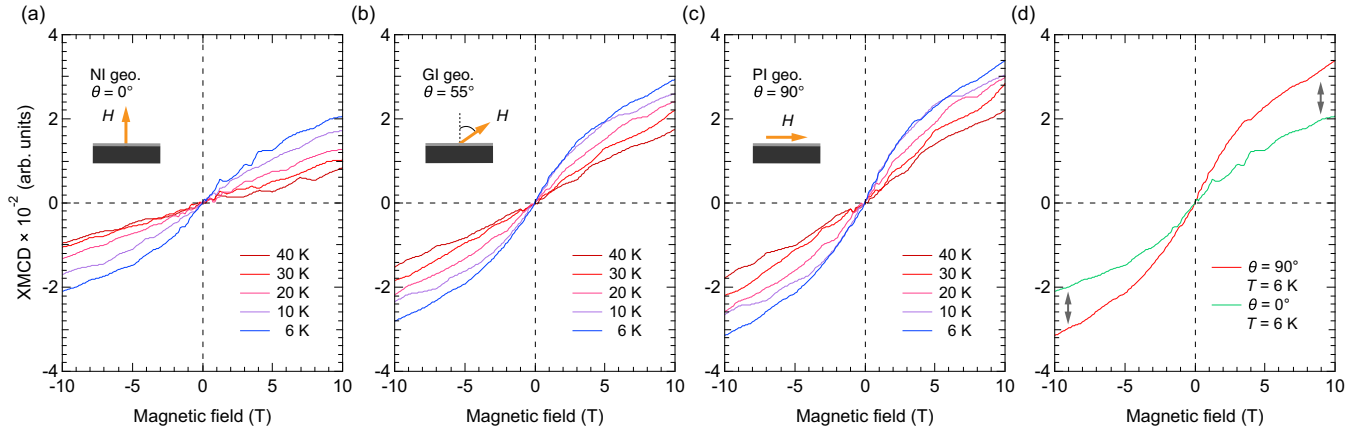 (a)
XMCD × 10⁻² (arb. units)
4
2
0
-2
-4
NI geo.
θ = 0°
H
40 K
30 K
20 K
10 K
6 K
-10
-5
0
5
10
Magnetic field (T)
(b)
4
2
0
-2
-4
GI geo.
θ = 55°
H
40 K
30 K
20 K
10 K
6 K
-10
-5
0
5
10
Magnetic field (T)
(c)
4
2
0
-2
-4
PI geo.
θ = 90°
H
40 K
30 K
20 K
10 K
6 K
-10
-5
0
5
10
Magnetic field (T)
(d)
4
2
0
-2
-4
θ = 90°
T = 6 K
θ = 0°
T = 6 K
-10
-5
0
5
10
Magnetic field (T)